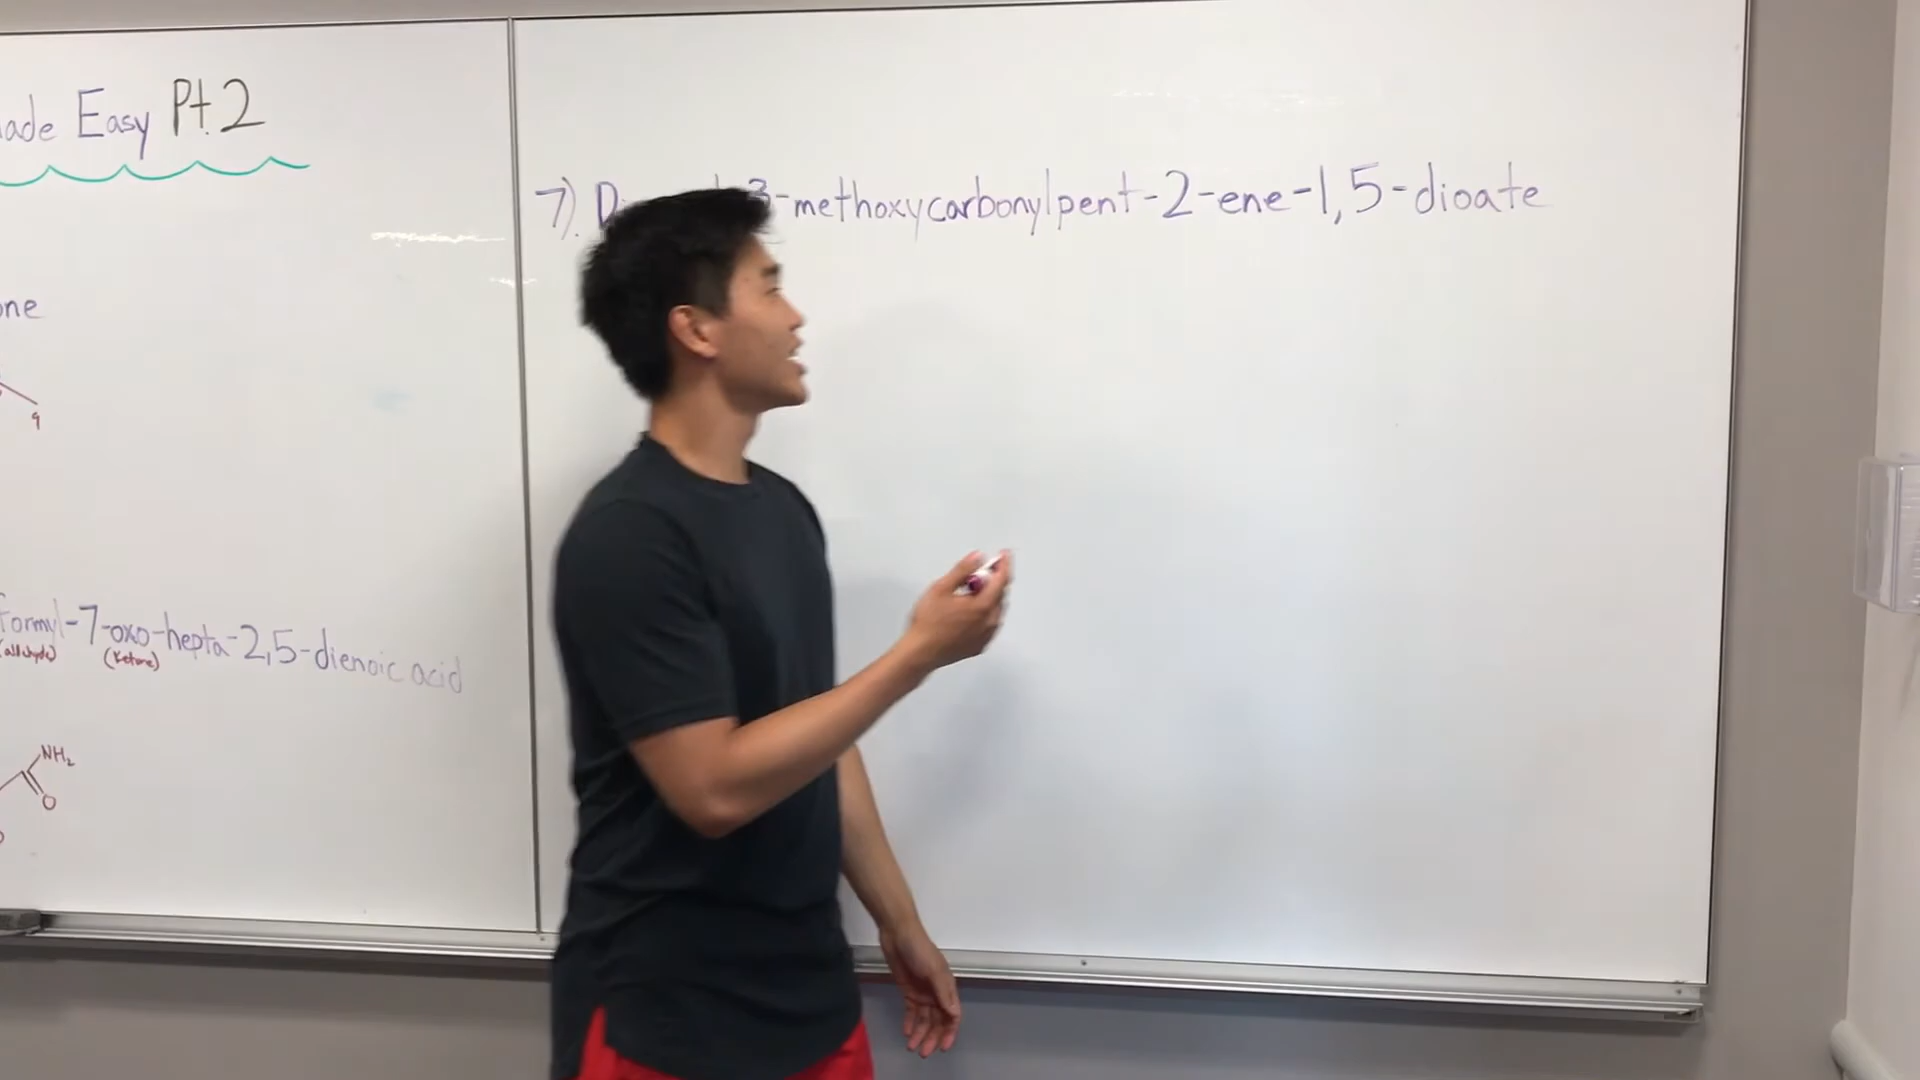 Easy Pt.2
7). 3-methoxycarbonylpent-2-ene-1,5-dioate
one
9
formyl-7-oxo-hepta-2,5-dienoic acid
(aldehyde) (Ketone)
NH₂
O